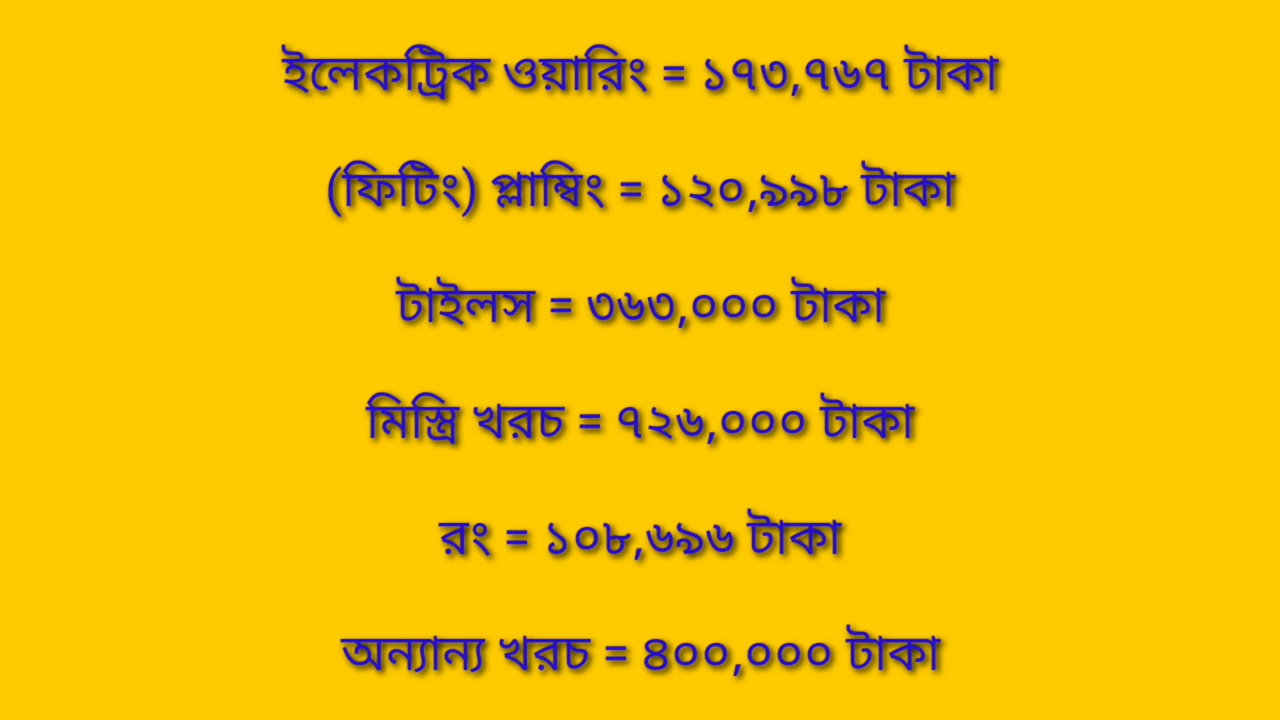 ইলেকট্রিক ওয়ারিং = ১৭৩,৭৬৭ টাকা
(ফিটিং) প্লাম্বিং = ১২০,৯৯৮ টাকা
টাইলস = ৩৬৩,০০০ টাকা
মিস্ত্রি খরচ = ৭২৬,০০০ টাকা
রং = ১০৮,৬৯৬ টাকা
অন্যান্য খরচ = ৪০০,০০০ টাকা